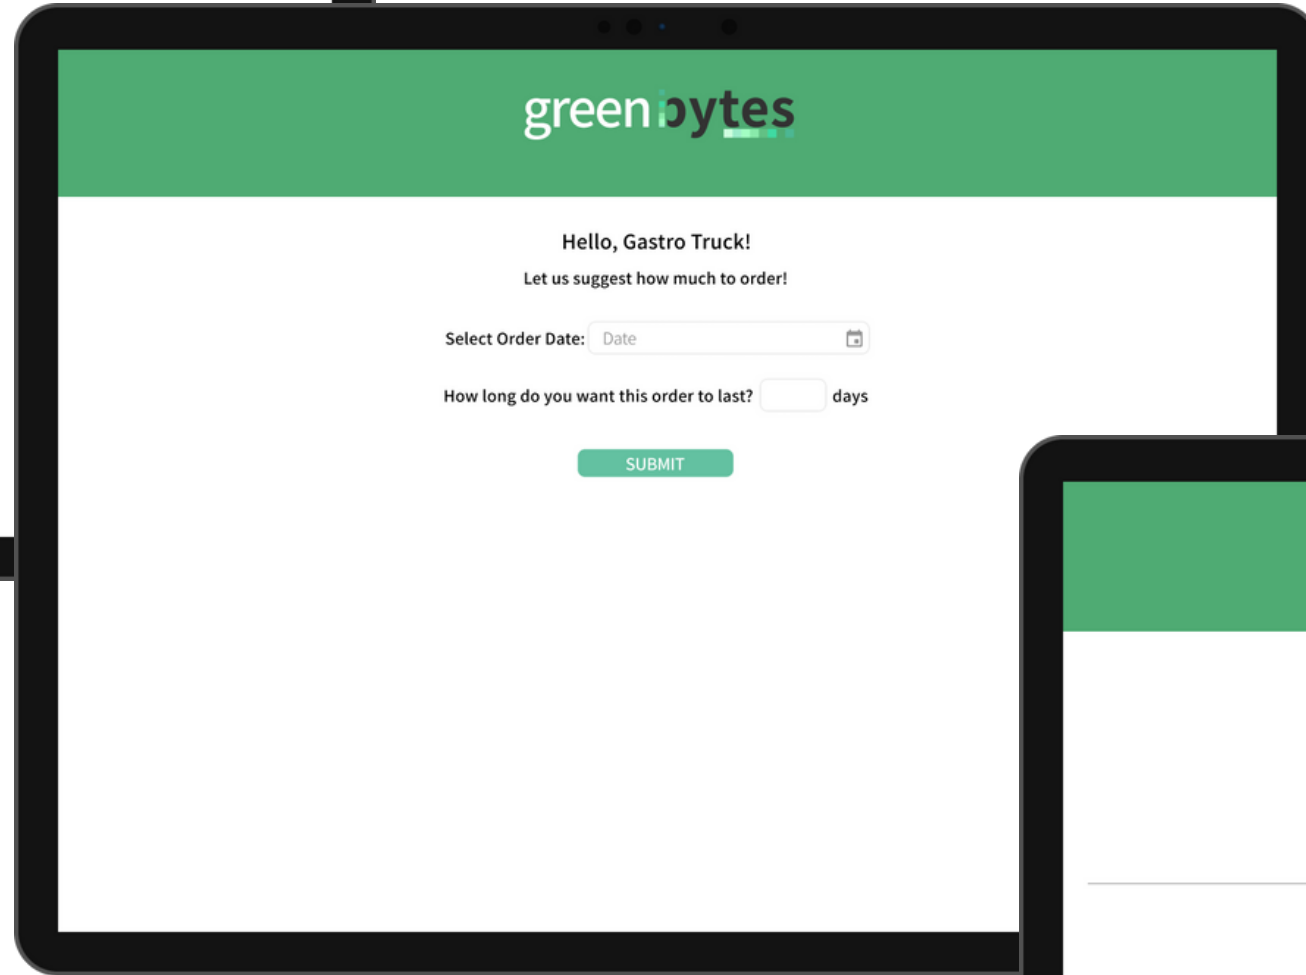 greenbytes
Hello, Gastro Truck!
Let us suggest how much to order!
Select Order Date: Date
How long do you want this order to last? days
SUBMIT